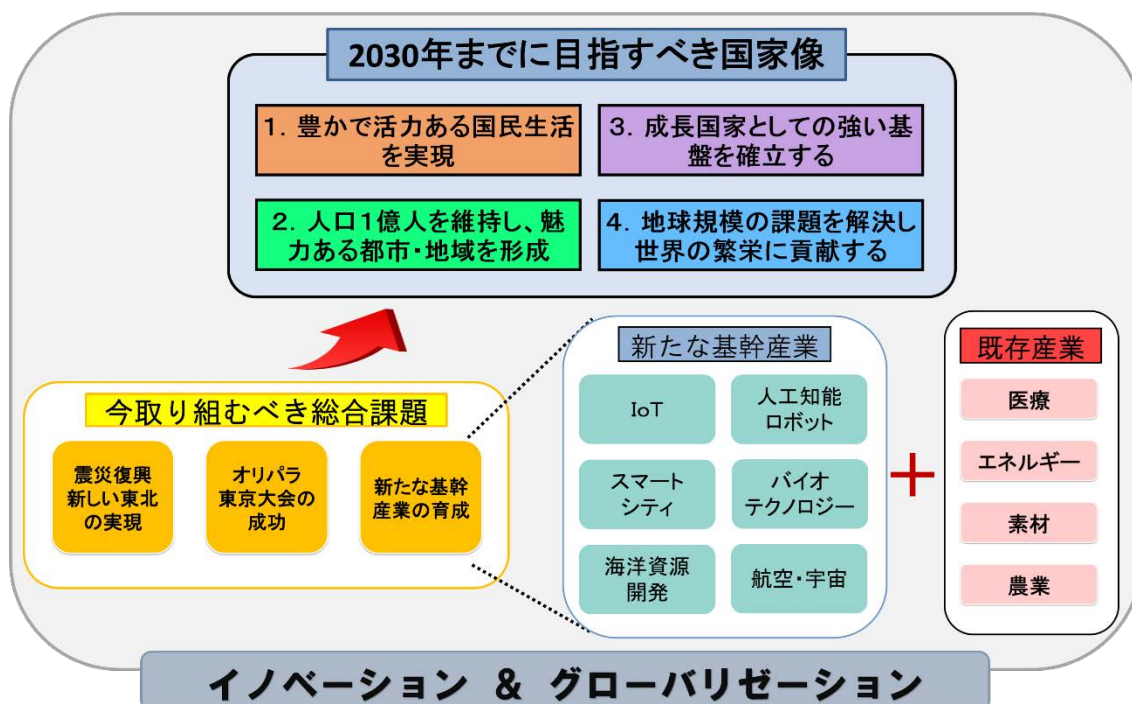 2030年までに目指すべき国家像
1．豊かで活力ある国民生活
を実現
3．成長国家としての強い基
盤を確立する
2．人口1億人を維持し、魅
力ある都市・地域を形成
4．地球規模の課題を解決し
世界の繁栄に貢献する
今取り組むべき総合課題
震災復興
新しい東北
の実現
オリパラ
東京大会の
成功
新たな基幹
産業の育成
新たな基幹産業
IoT
人工知能
ロボット
スマート
シティ
バイオ
テクノロジー
海洋資源
開発
航空・宇宙
+
既存産業
医療
エネルギー
素材
農業
イノベーション ＆ グローバリゼーション